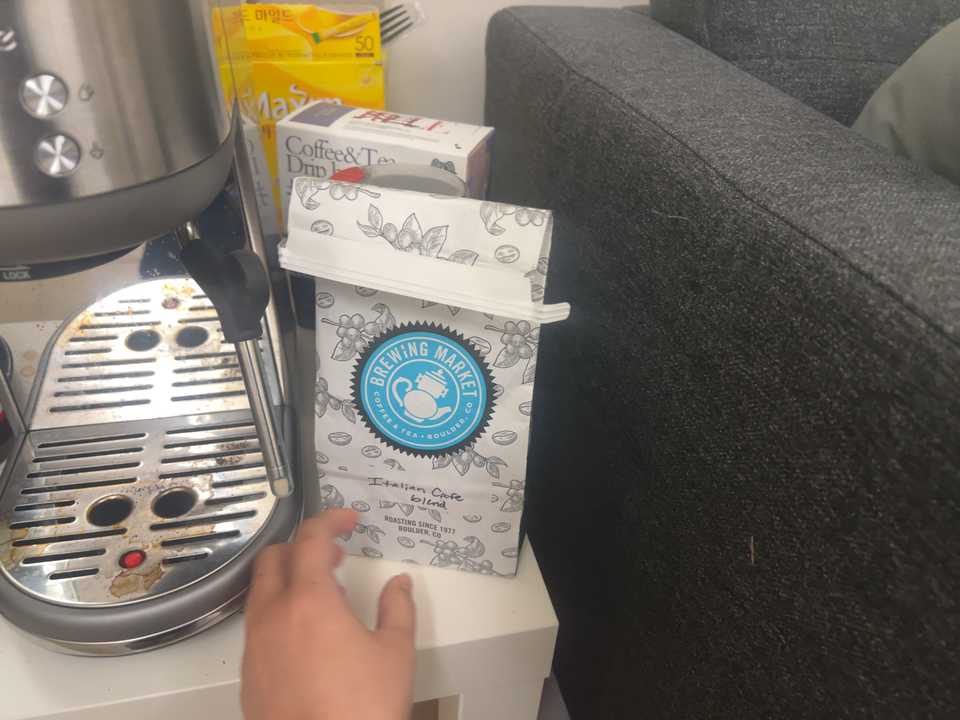 마일드
50
Maxim
Coffee&Tea
Drip
LOCK
BREWING MARKET
COFFEE & TEA • BOULDER, CO
Italian Cafe
blend
ROASTING SINCE 1977
BOULDER, CO